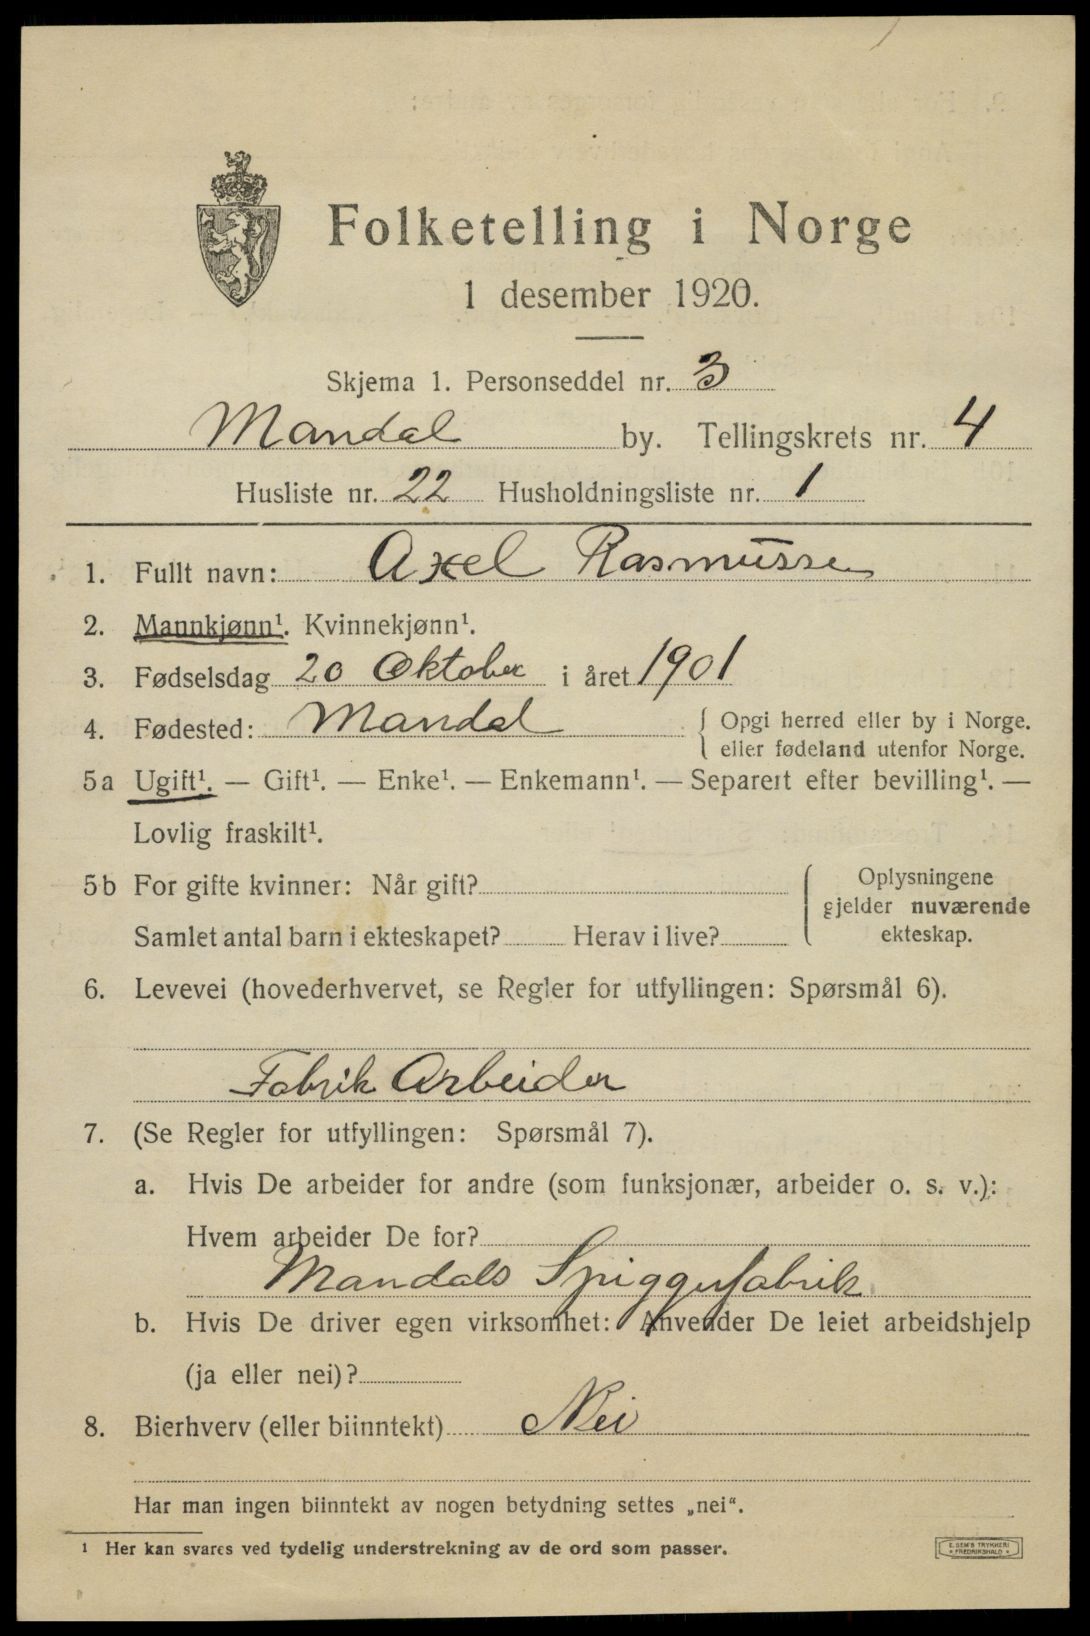 Folketelling i Norge
1 desember 1920.
Skjema 1. Personseddel nr. 3
Mandal by. Tellingskrets nr. 4
Husliste nr. 22 Husholdningsliste nr. 1
1. Fullt navn: Axel Rasmussen
2. Mannkjønn¹. Kvinnekjønn¹.
3. Fødselsdag 20 Oktober i året 1901
4. Fødested: Mandal { Opgi herred eller by i Norge.
eller fødeland utenfor Norge.
5a Ugift¹. — Gift¹. — Enke¹. — Enkemann¹. — Separert efter bevilling¹. —
Lovlig fraskilt¹.
5b For gifte kvinner: Når gift? { Oplysningene
gjelder nuværende
Samlet antal barn i ekteskapet? Herav i live? ekteskap.
6. Levevei (hovederhvervet, se Regler for utfyllingen: Spørsmål 6).
Fabrik Arbeider
7. (Se Regler for utfyllingen: Spørsmål 7).
a. Hvis De arbeider for andre (som funksjonær, arbeider o. s. v.):
Hvem arbeider De for?
Mandals Spiggerfabrik
b. Hvis De driver egen virksomhet: Anvender De leiet arbeidshjelp
(ja eller nei)?
8. Bierhverv (eller biinntekt) Nei
Har man ingen biinntekt av nogen betydning settes „nei“.
¹ Her kan svares ved tydelig understrekning av de ord som passer.
E. SEM'S TRYKKERI
FREDRIKSHALD